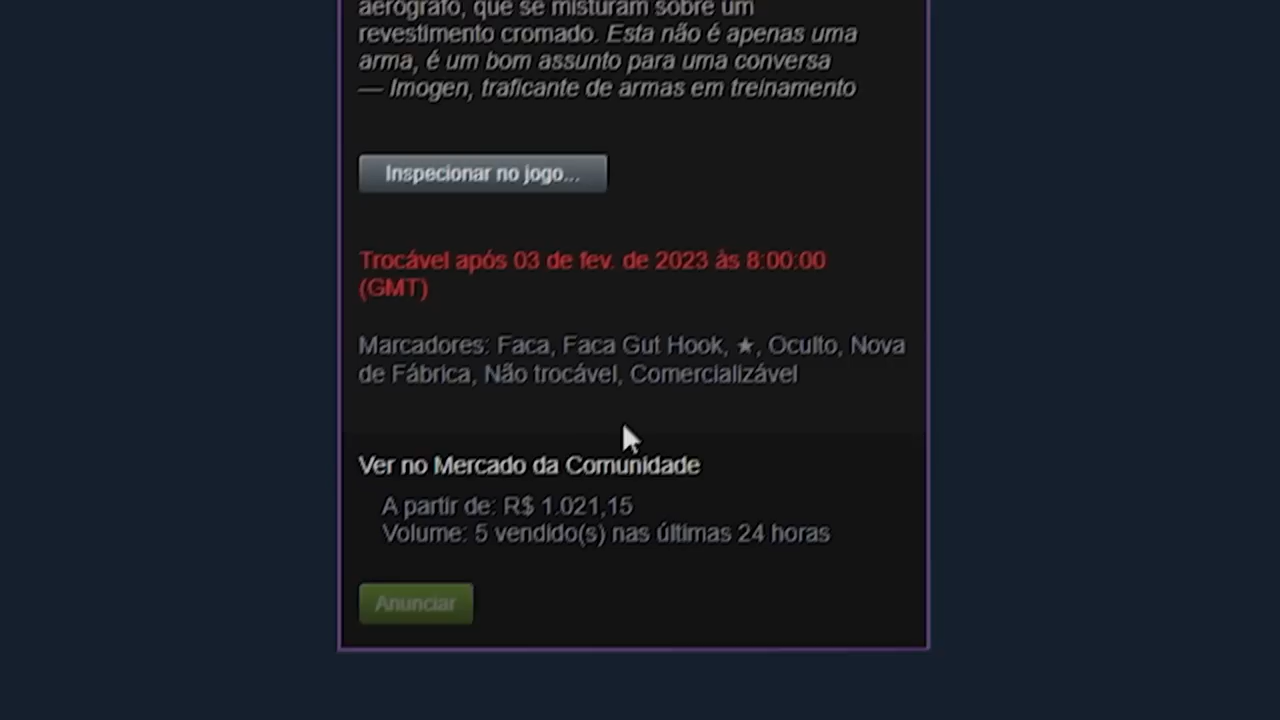 aerógrafo, que se misturam sobre um
revestimento cromado. Esta não é apenas uma
arma, é um bom assunto para uma conversa
— Imogen, traficante de armas em treinamento
Inspecionar no jogo...
Trocável após 03 de fev. de 2023 às 8:00:00
(GMT)
Marcadores: Faca, Faca Gut Hook, ★, Oculto, Nova
de Fábrica, Não trocável, Comercializável
Ver no Mercado da Comunidade
A partir de: R$ 1.021,15
Volume: 5 vendido(s) nas últimas 24 horas
Anunciar